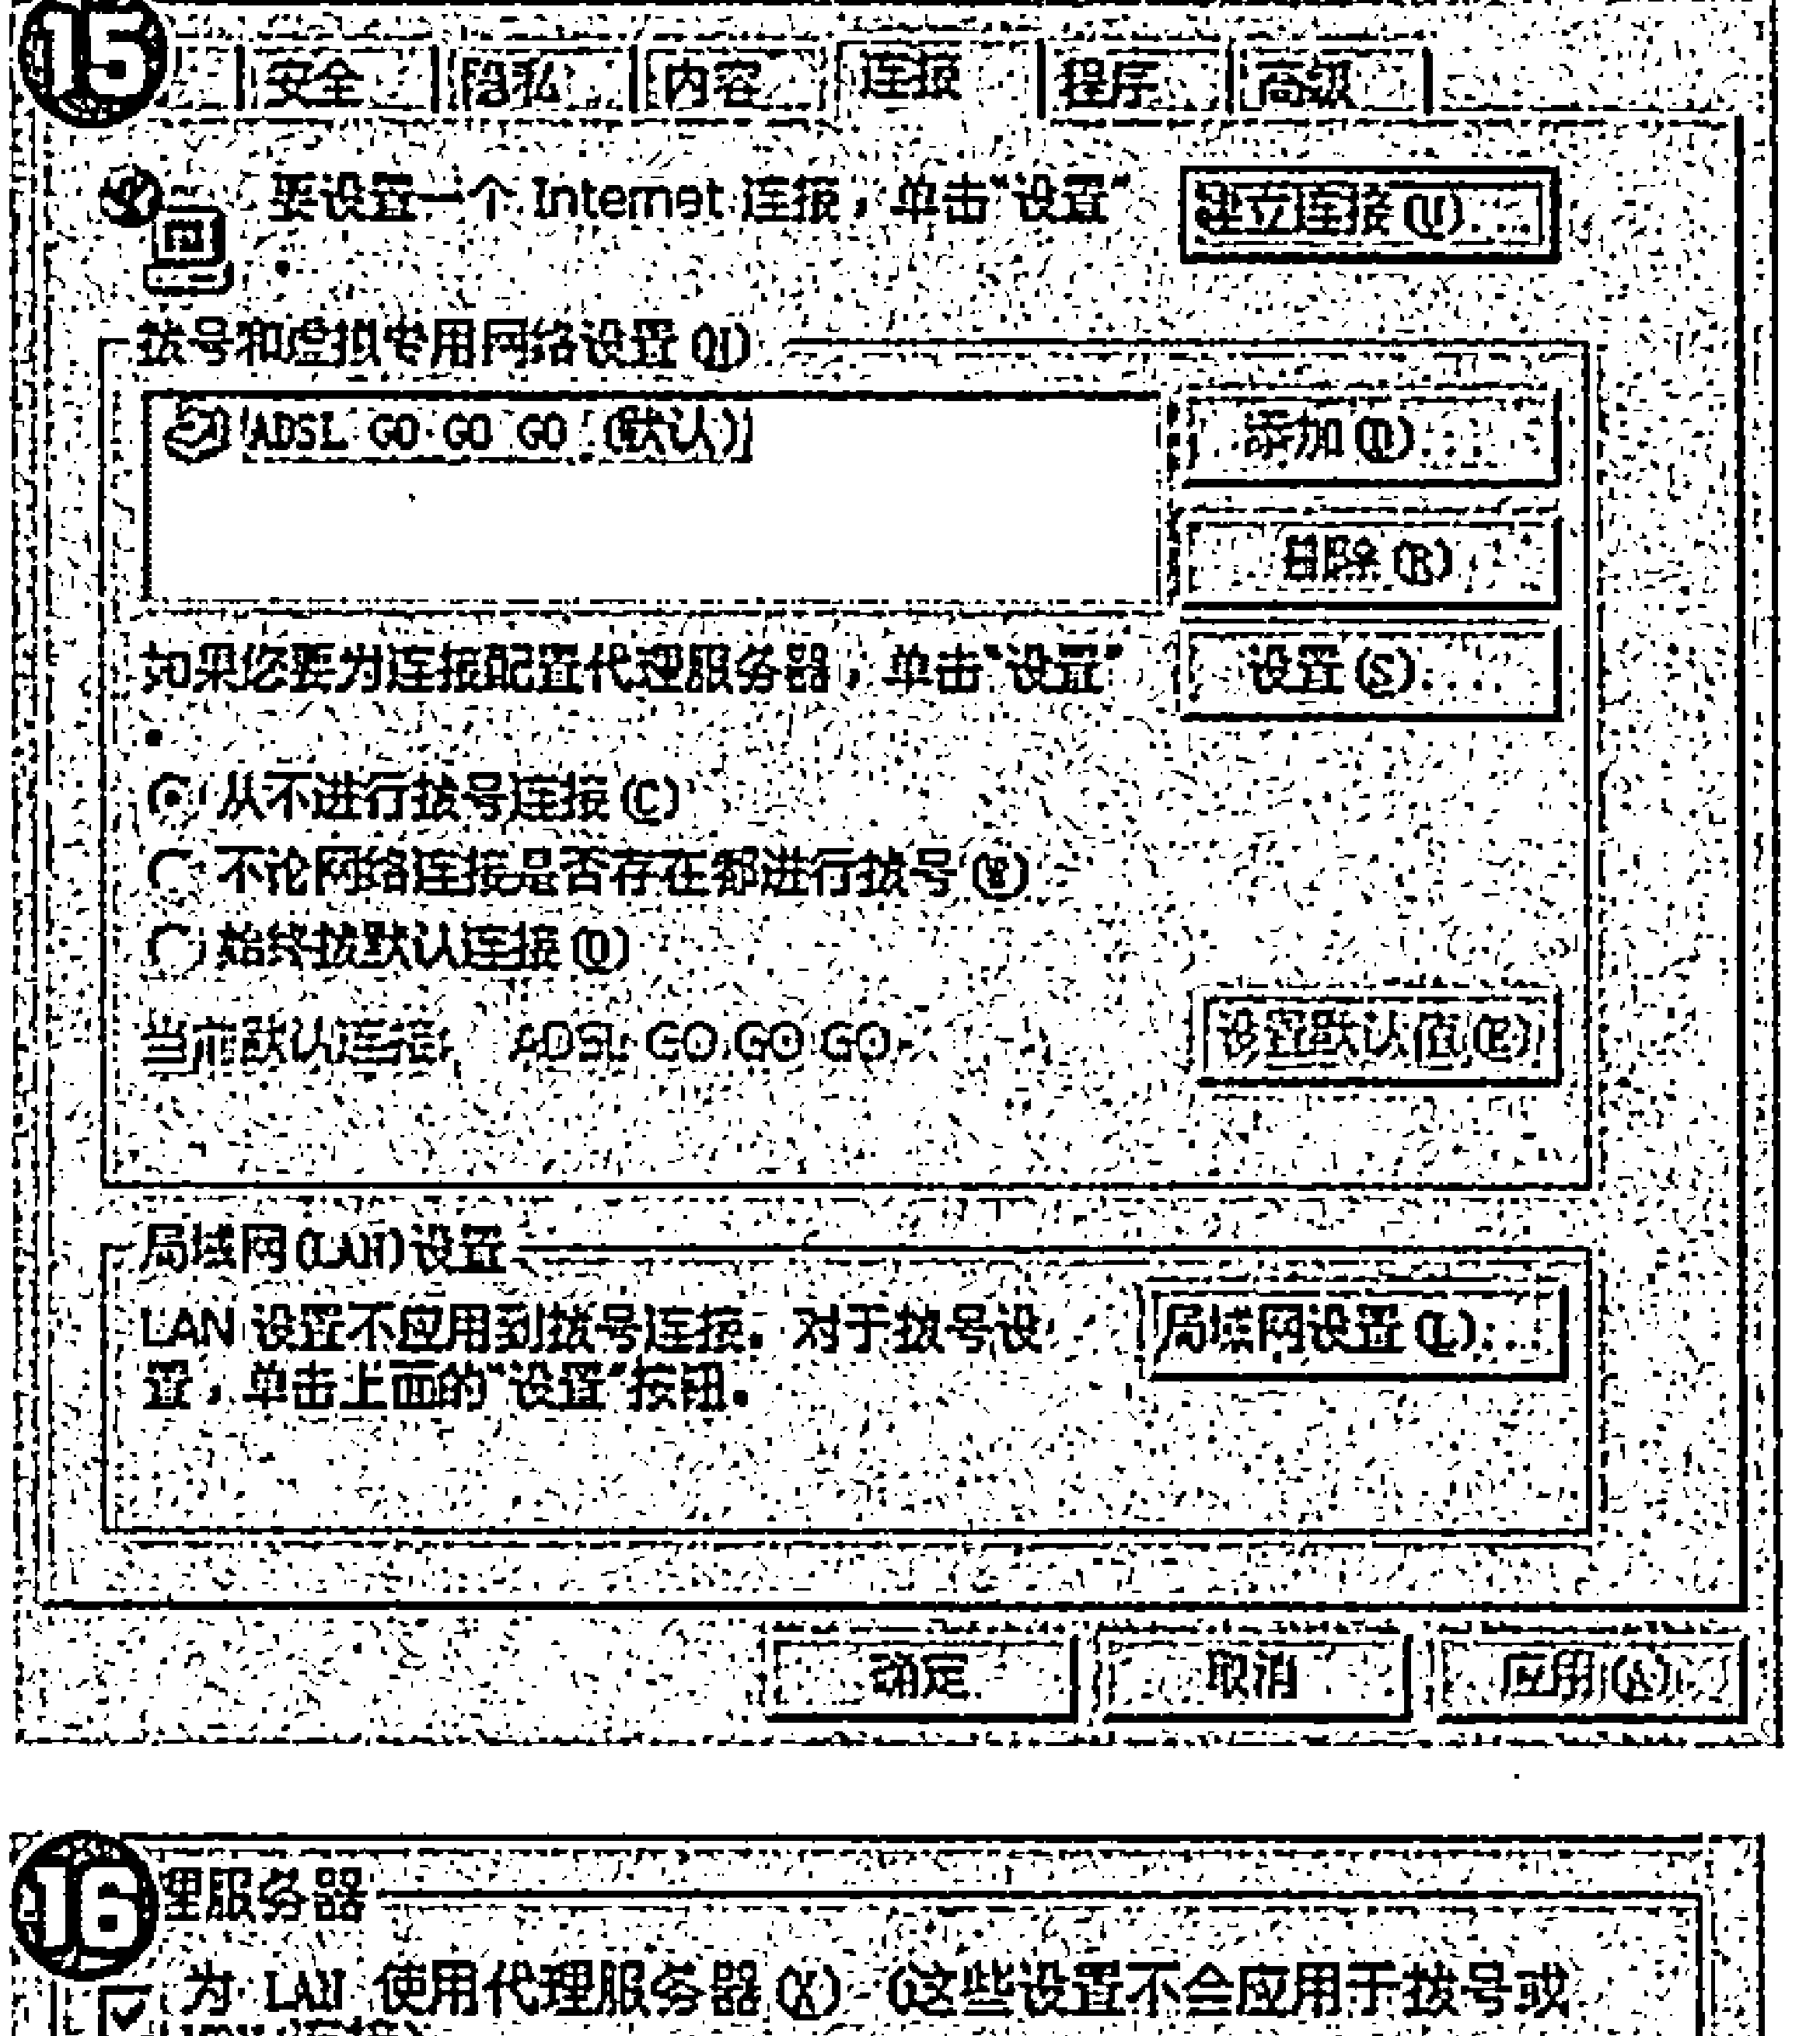 15
安全 隐私 内容 连接 程序 高级
要设置一个 Internet 连接，单击“设置” 建立连接(U)...
。
拨号和虚拟专用网络设置(N)
ADSL GO GO GO (默认) 添加(D)...
删除(R)
如果您要为连接配置代理服务器，单击“设置” 设置(S)...
。
从不进行拨号连接(C)
不论网络连接是否存在都进行拨号(W)
始终拨默认连接(O)
当前默认连接: ADSL GO GO GO 设置默认值(E)
局域网(LAN)设置
LAN 设置不应用到拨号连接。对于拨号设 局域网设置(L)...
置，单击上面的“设置”按钮。
确定 取消 应用(A)
16
理服务器
为 LAN 使用代理服务器(X) (这些设置不会应用于拨号或